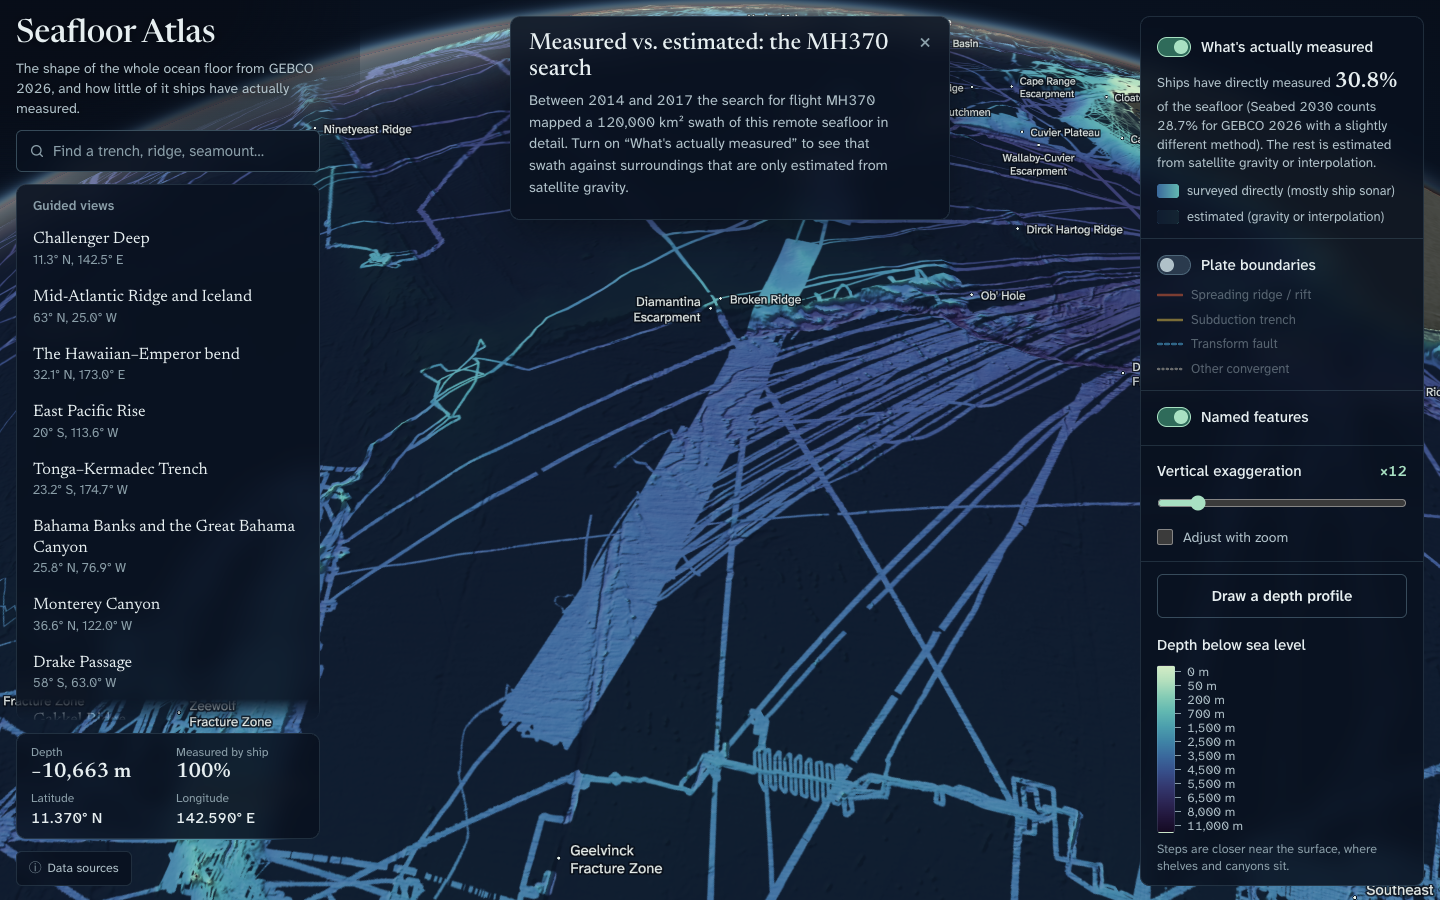 Seafloor Atlas
The shape of the whole ocean floor from GEBCO
2026, and how little of it ships have actually
measured.
Find a trench, ridge, seamount...
Guided views
Challenger Deep
11.3° N, 142.5° E
Mid-Atlantic Ridge and Iceland
63° N, 25.0° W
The Hawaiian–Emperor bend
32.1° N, 173.0° E
East Pacific Rise
20° S, 113.6° W
Tonga–Kermadec Trench
23.2° S, 174.7° W
Bahama Banks and the Great Bahama
Canyon
25.8° N, 76.9° W
Monterey Canyon
36.6° N, 122.0° W
Drake Passage
58° S, 63.0° W
Gakkel Ridge
Depth
−10,663 m
Measured by ship
100%
Latitude
11.370° N
Longitude
142.590° E
ⓘ Data sources
Measured vs. estimated: the MH370
search
×
Between 2014 and 2017 the search for flight MH370
mapped a 120,000 km² swath of this remote seafloor in
detail. Turn on “What’s actually measured” to see that
swath against surroundings that are only estimated from
satellite gravity.
Ninetyeast Ridge
Basin
Cape Range
Escarpment
Cuvier Plateau
Wallaby-Cuvier
Escarpment
Dirck Hartog Ridge
Diamantina
Escarpment
Broken Ridge
Ob' Hole
Fracture Zone
Zeewolf
Fracture Zone
Geelvinck
Fracture Zone
Southeast
What's actually measured
Ships have directly measured 30.8%
of the seafloor (Seabed 2030 counts
28.7% for GEBCO 2026 with a slightly
different method). The rest is estimated
from satellite gravity or interpolation.
surveyed directly (mostly ship sonar)
estimated (gravity or interpolation)
Plate boundaries
Spreading ridge / rift
Subduction trench
Transform fault
Other convergent
Named features
Vertical exaggeration
×12
Adjust with zoom
Draw a depth profile
Depth below sea level
0 m
50 m
200 m
700 m
1,500 m
2,500 m
3,500 m
4,500 m
5,500 m
6,500 m
8,000 m
11,000 m
Steps are closer near the surface, where
shelves and canyons sit.